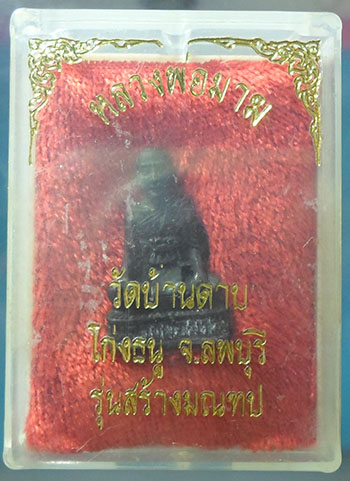 หลวงพ่อมาฆ
วัดบ้านดาบ
โก่งธนู จ.ลพบุรี
รุ่นสร้างมณฑป